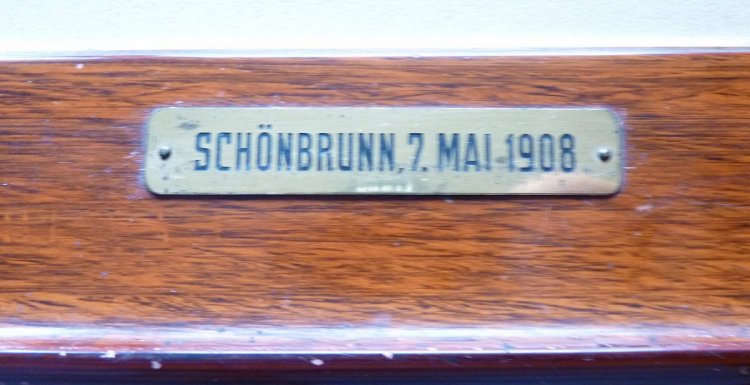 SCHÖNBRUNN, 7. MAI 1908